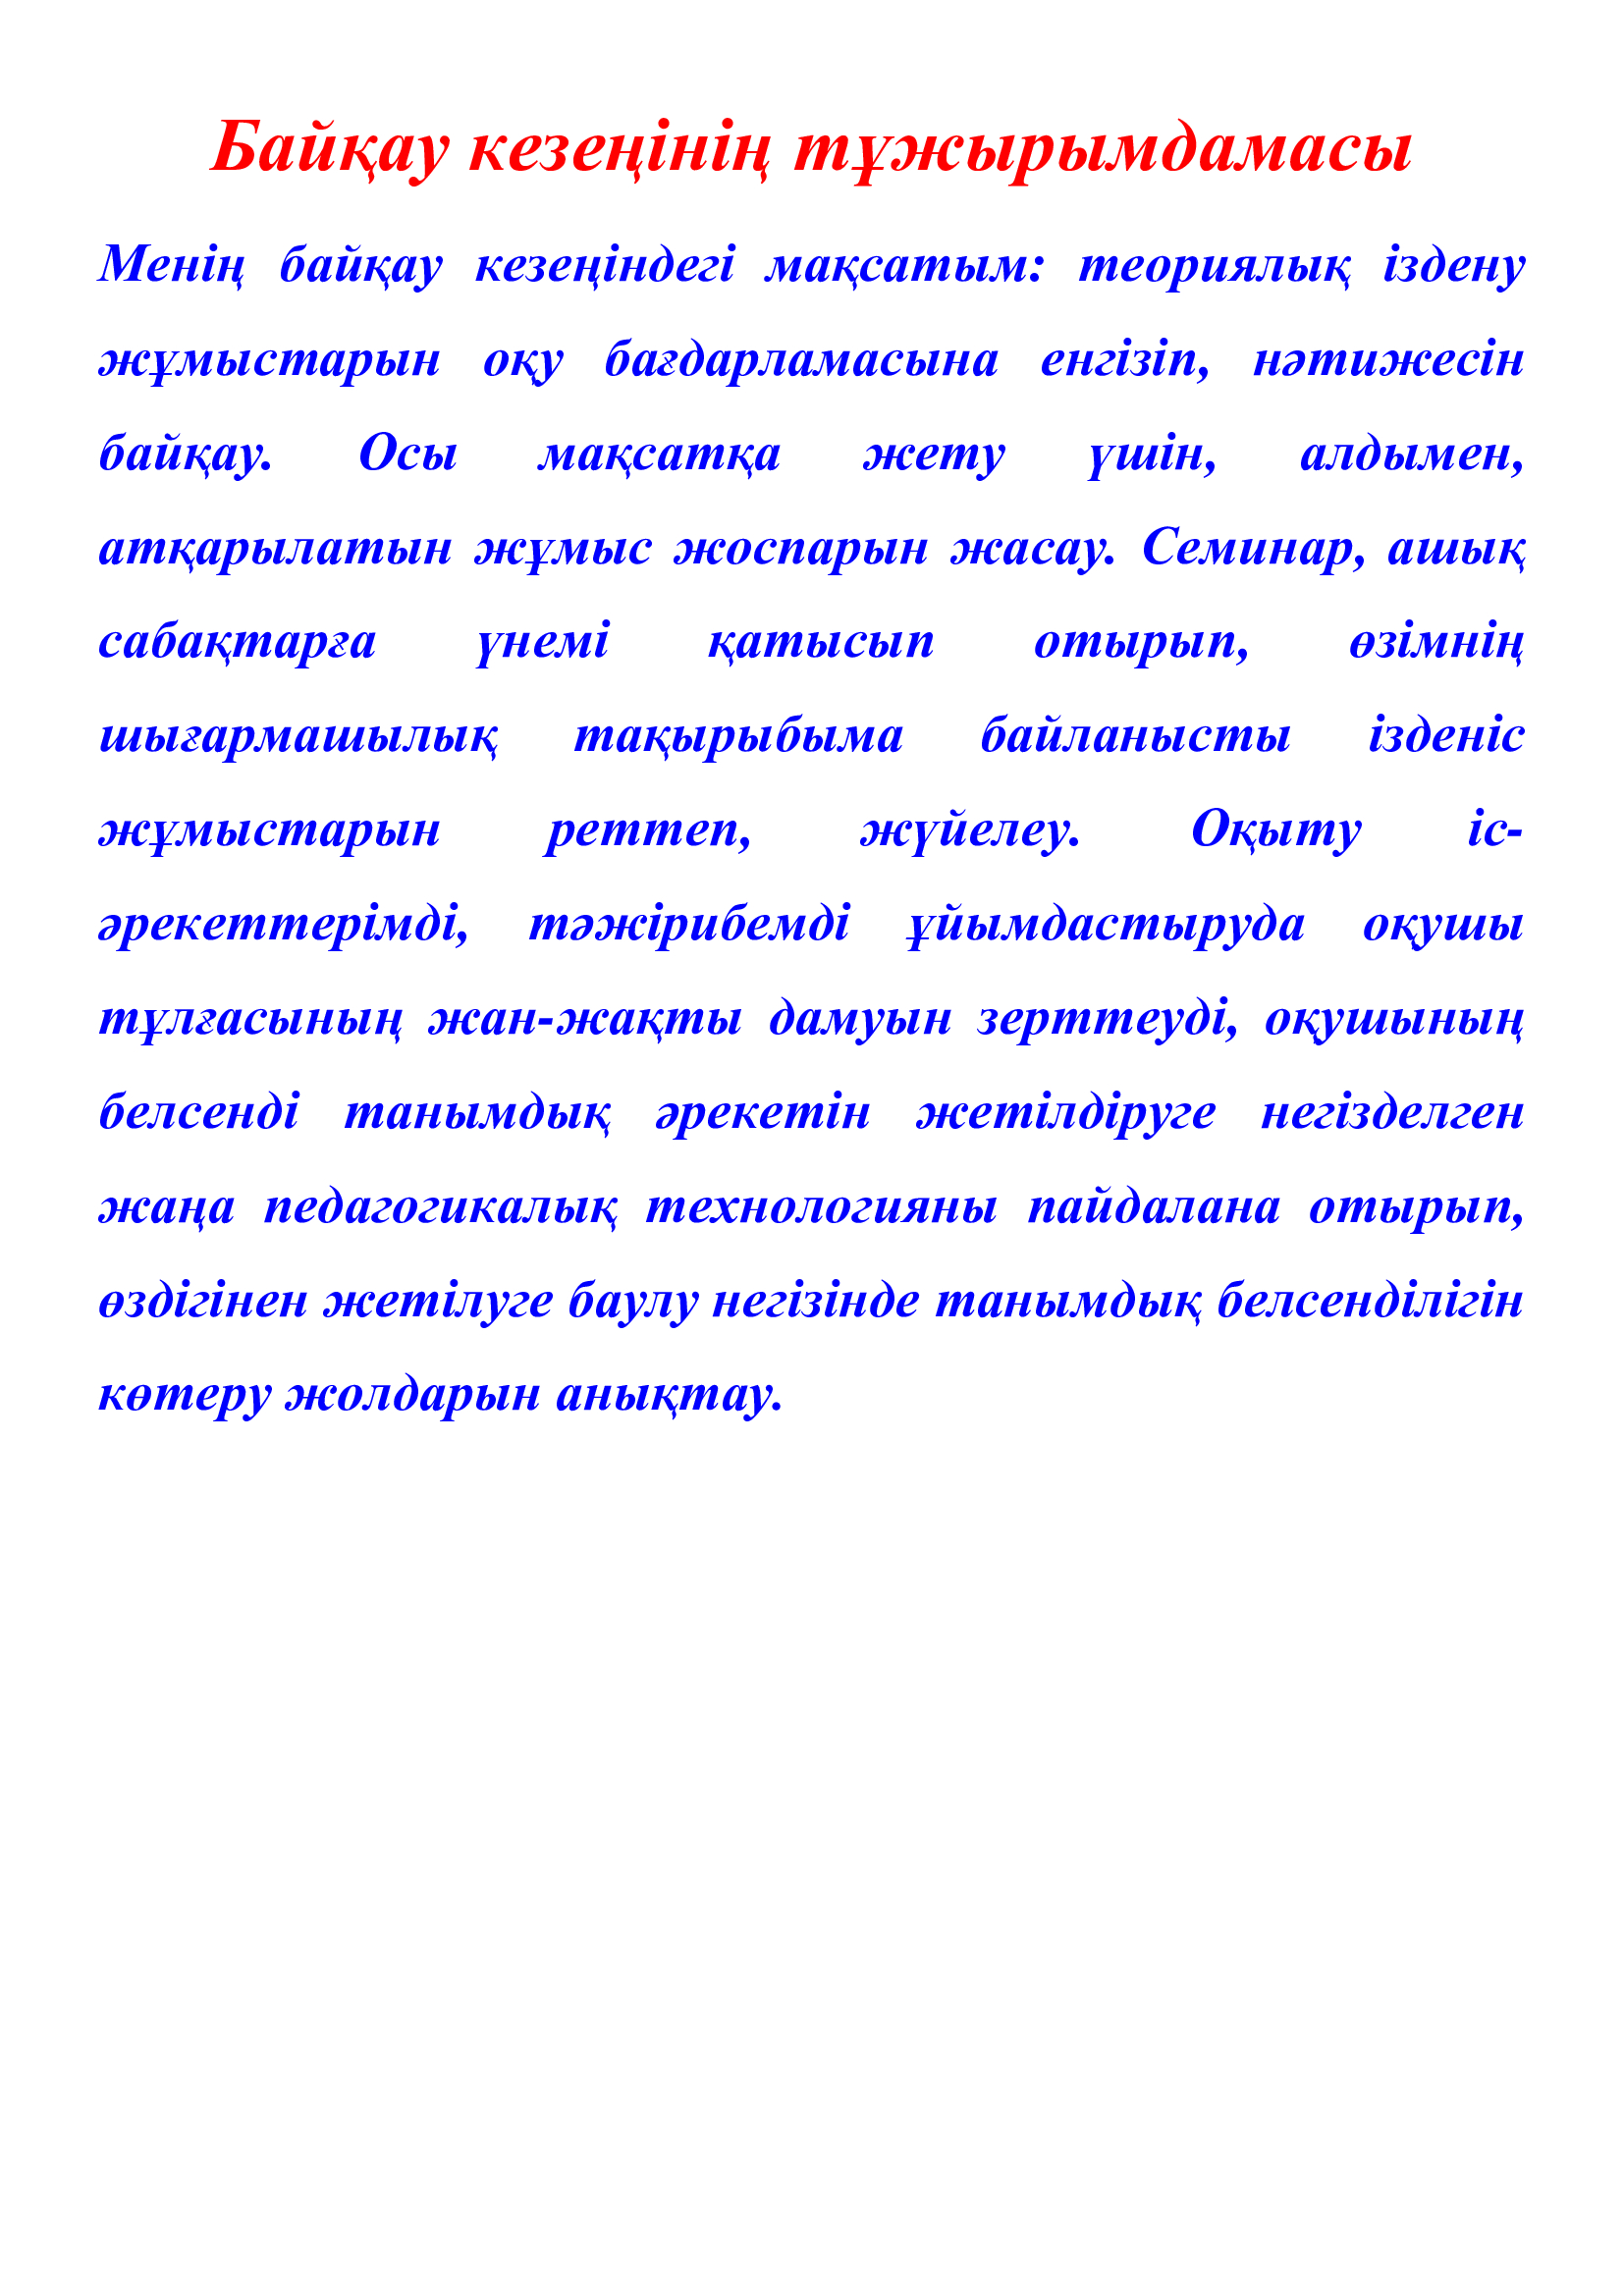 Байқау кезеңінің тұжырымдамасы
Менің байқау кезеңіндегі мақсатым: теориялық іздену
жұмыстарын оқу бағдарламасына енгізіп, нәтижесін
байқау. Осы мақсатқа жету үшін, алдымен,
атқарылатын жұмыс жоспарын жасау. Семинар, ашық
сабақтарға үнемі қатысып отырып, өзімнің
шығармашылық тақырыбыма байланысты ізденіс
жұмыстарын реттеп, жүйелеу. Оқыту іс-
әрекеттерімді, тәжірибемді ұйымдастыруда оқушы
тұлғасының жан-жақты дамуын зерттеуді, оқушының
белсенді танымдық әрекетін жетілдіруге негізделген
жаңа педагогикалық технологияны пайдалана отырып,
өздігінен жетілуге баулу негізінде танымдық белсенділігін
көтеру жолдарын анықтау.